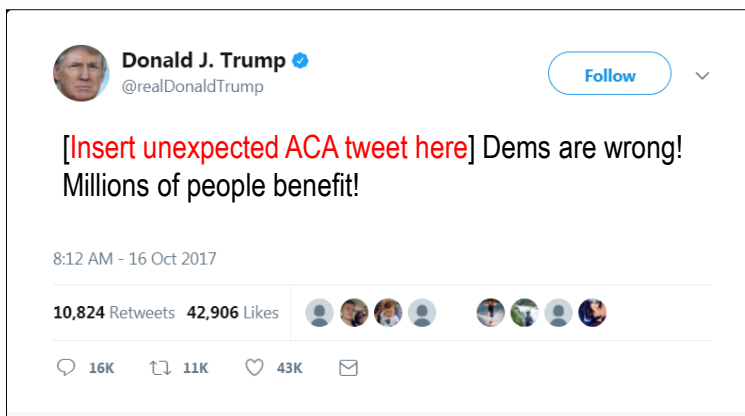 Donald J. Trump
@realDonaldTrump
Follow
[Insert unexpected ACA tweet here] Dems are wrong!
Millions of people benefit!
8:12 AM - 16 Oct 2017
10,824 Retweets 42,906 Likes
16K 11K 43K